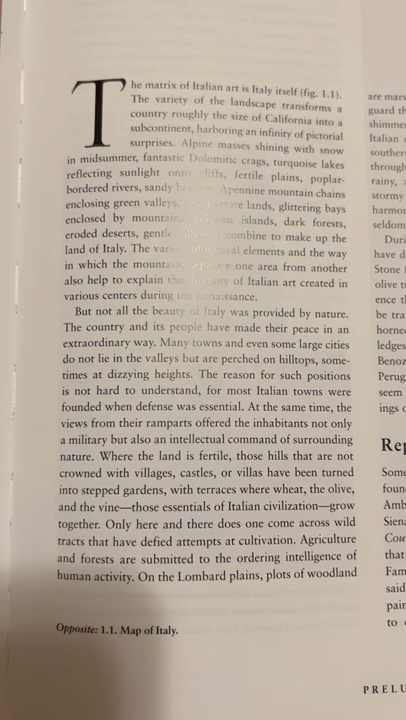 The matrix of Italian art is Italy itself (fig. 1.1).
The variety of the landscape transforms a
country roughly the size of California into a
subcontinent, harboring an infinity of pictorial
surprises. Alpine masses shining with snow
in midsummer, fantastic Dolomitic crags, turquoise lakes
reflecting sunlight onto cliffs, fertile plains, poplar-
bordered rivers, sandy Apennine mountain chains
enclosing green valleys, lands, glittering bays
enclosed by islands, dark forests,
eroded deserts, combine to make up the
land of Italy. The elements and the way
in which the one area from another
also help to explain the of Italian art created in
various centers during the Renaissance.
But not all the beauty of Italy was provided by nature.
The country and its people have made their peace in an
extraordinary way. Many towns and even some large cities
do not lie in the valleys but are perched on hilltops, some-
times at dizzying heights. The reason for such positions
is not hard to understand, for most Italian towns were
founded when defense was essential. At the same time, the
views from their ramparts offered the inhabitants not only
a military but also an intellectual command of surrounding
nature. Where the land is fertile, those hills that are not
crowned with villages, castles, or villas have been turned
into stepped gardens, with terraces where wheat, the olive,
and the vine—those essentials of Italian civilization—grow
together. Only here and there does one come across wild
tracts that have defied attempts at cultivation. Agriculture
and forests are submitted to the ordering intelligence of
human activity. On the Lombard plains, plots of woodland
Opposite: 1.1. Map of Italy.
are mars
guard th
shimmer
Italian
southern
through
rainy,
stormy
harmon
seldom
Duri
have d
Stone
olive t
ence th
be tra
horned
ledges
Benoz
Perug
seem
ings
Rep
Some
foun
Amb
Siena
Cou
that
Fam
said
pain
to
PRELU